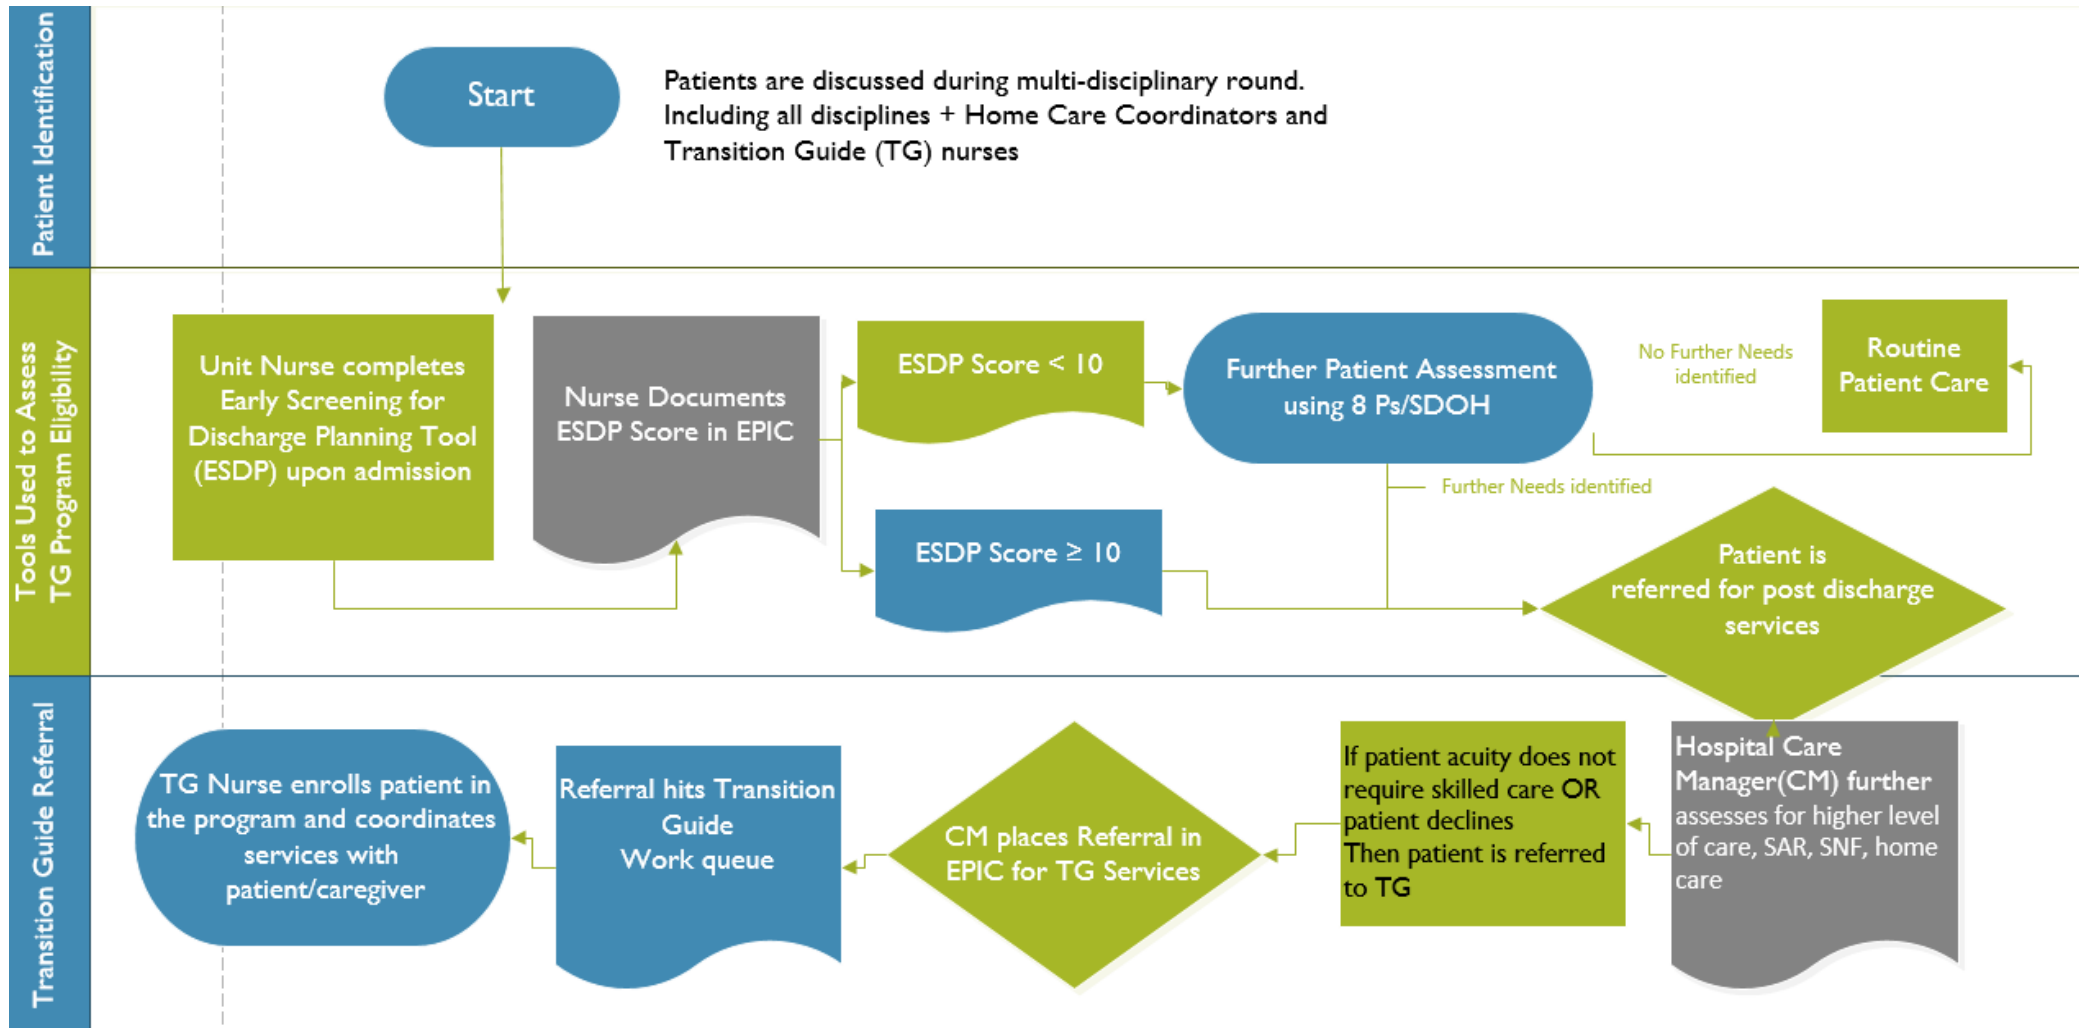 Patient Identification
Start
Patients are discussed during multi-disciplinary round.
Including all disciplines + Home Care Coordinators and
Transition Guide (TG) nurses
Tools Used to Assess
TG Program Eligibility
Unit Nurse completes
Early Screening for
Discharge Planning Tool
(ESDP) upon admission
Nurse Documents
ESDP Score in EPIC
ESDP Score < 10
ESDP Score ≥ 10
Further Patient Assessment
using 8 Ps/SDOH
No Further Needs
identified
Routine
Patient Care
Further Needs identified
Patient is
referred for post discharge
services
Transition Guide Referral
TG Nurse enrolls patient in
the program and coordinates
services with
patient/caregiver
Referral hits Transition
Guide
Work queue
CM places Referral in
EPIC for TG Services
If patient acuity does not
require skilled care OR
patient declines
Then patient is referred
to TG
Hospital Care
Manager(CM) further
assesses for higher level
of care, SAR, SNF, home
care